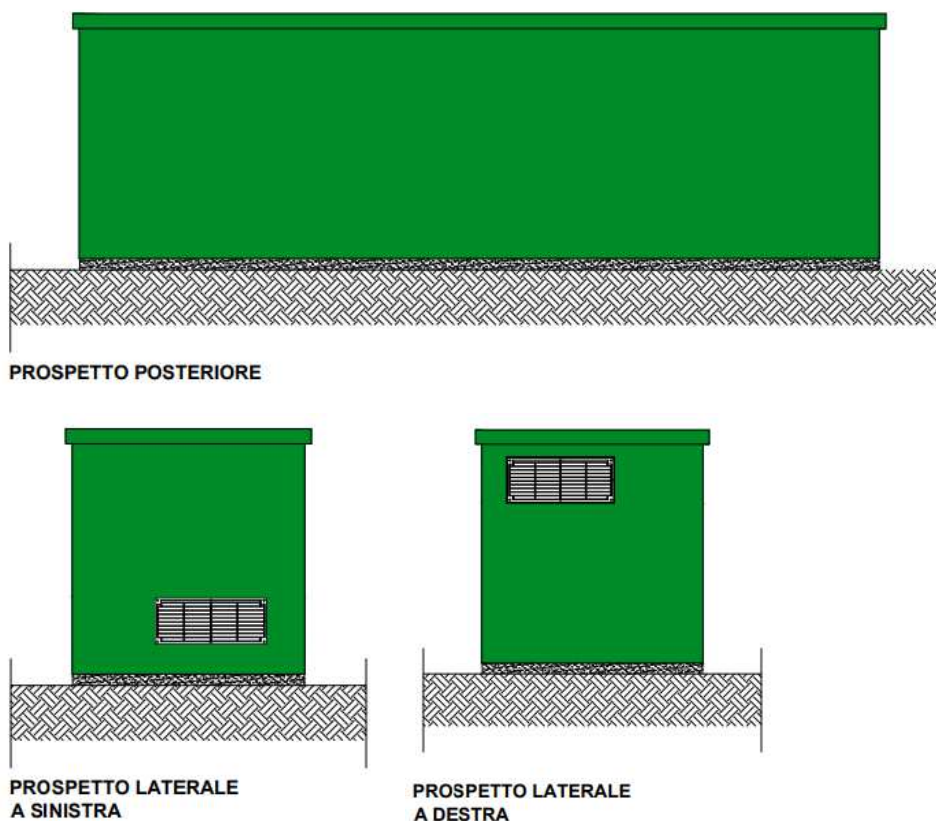 PROSPETTO POSTERIORE
PROSPETTO LATERALE
A SINISTRA
PROSPETTO LATERALE
A DESTRA